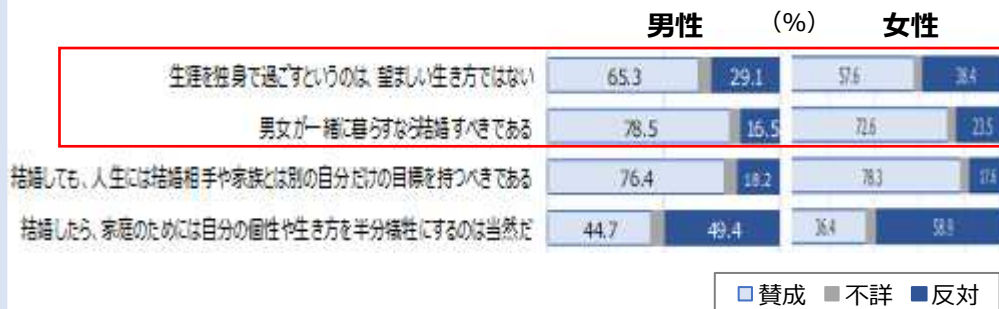 男性 （%） 女性
生涯を独身で過ごすというのは、望ましい生き方ではない 65.3 29.1 57.6 38.4
男女が一緒に暮らすなら結婚すべきである 78.5 16.5 72.6 23.5
結婚しても、人生には結婚相手や家族とは別の自分だけの目標を持つべきである 76.4 18.2 78.3 17.6
結婚したら、家庭のためには自分の個性や生き方を半分犠牲にするのは当然だ 44.7 49.4 36.4 58.9
賛成 不詳 反対